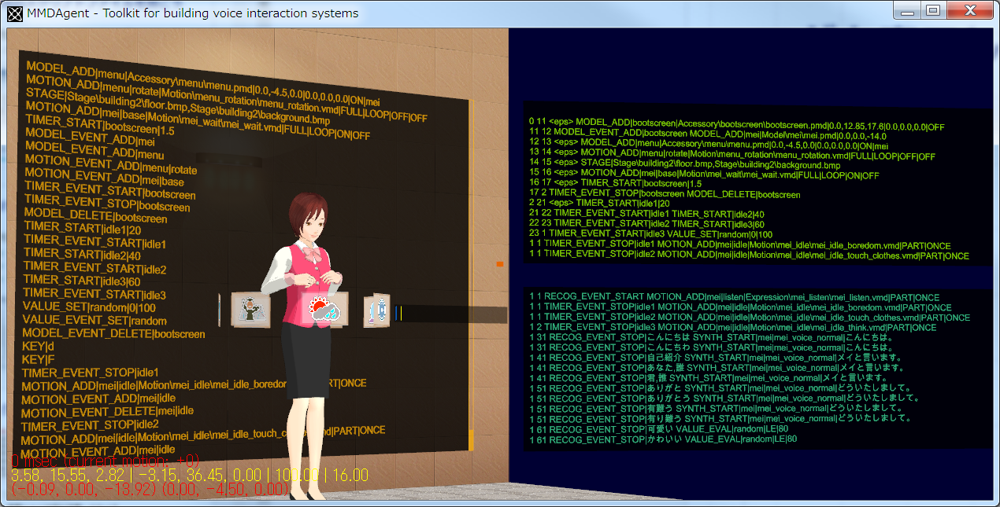 MMDAgent - Toolkit for building voice interaction systems
MODEL_ADD|menu|Accessory\menu\menu.pmd|0.0,-4.5,0.0|0.0,0.0,0.0|ON|mei
MOTION_ADD|menu|rotate|Motion\menu_rotation\menu_rotation.vmd|FULL|LOOP|OFF|OFF
STAGE|Stage\building2\floor.bmp,Stage\building2\background.bmp
MOTION_ADD|mei|base|Motion\mei_wait\mei_wait.vmd|FULL|LOOP|ON|OFF
TIMER_START|bootscreen|1.5
MODEL_EVENT_ADD|mei
MODEL_EVENT_ADD|menu
MOTION_EVENT_ADD|menu|rotate
MOTION_EVENT_ADD|mei|base
TIMER_EVENT_START|bootscreen
TIMER_EVENT_STOP|bootscreen
MODEL_DELETE|bootscreen
TIMER_START|idle1|20
TIMER_EVENT_START|idle1
TIMER_START|idle2|40
TIMER_EVENT_START|idle2
TIMER_START|idle3|60
TIMER_EVENT_START|idle3
VALUE_SET|random|0|100
VALUE_EVENT_SET|random
MODEL_EVENT_DELETE|bootscreen
KEY|d
KEY|F
TIMER_EVENT_STOP|idle1
MOTION_ADD|mei|idle|Motion\mei_idle\mei_idle_boredom RT|ONCE
MOTION_EVENT_ADD|mei|idle
MOTION_EVENT_DELETE|mei|idle
TIMER_EVENT_STOP|idle2
MOTION_ADD|mei|idle|Motion\mei_idle\mei_idle_touch_c md|PART|ONCE
MOTION_EVENT_ADD|mei|idle
0 msec (current motion: +0)
3.58, 15.55, 2.82 | -3.15, 36.45, 0.00 | 100.00 | 16.00
(-0.09, 0.00, -13.92) (0.00, -4.50, 0.00)
0 11 <eps> MODEL_ADD|bootscreen|Accessory\bootscreen\bootscreen.pmd|0.0,12.85,17.6|0.0,0.0,0.0|OFF
11 12 MODEL_EVENT_ADD|bootscreen MODEL_ADD|mei|Model\mei\mei.pmd|0.0,0.0,-14.0
12 13 <eps> MODEL_ADD|menu|Accessory\menu\menu.pmd|0.0,-4.5,0.0|0.0,0.0,0.0|ON|mei
13 14 <eps> MOTION_ADD|menu|rotate|Motion\menu_rotation\menu_rotation.vmd|FULL|LOOP|OFF|OFF
14 15 <eps> STAGE|Stage\building2\floor.bmp,Stage\building2\background.bmp
15 16 <eps> MOTION_ADD|mei|base|Motion\mei_wait\mei_wait.vmd|FULL|LOOP|ON|OFF
16 17 <eps> TIMER_START|bootscreen|1.5
17 2 TIMER_EVENT_STOP|bootscreen MODEL_DELETE|bootscreen
2 21 <eps> TIMER_START|idle1|20
21 22 TIMER_EVENT_START|idle1 TIMER_START|idle2|40
22 23 TIMER_EVENT_START|idle2 TIMER_START|idle3|60
23 1 TIMER_EVENT_START|idle3 VALUE_SET|random|0|100
1 1 TIMER_EVENT_STOP|idle1 MOTION_ADD|mei|idle|Motion\mei_idle\mei_idle_boredom.vmd|PART|ONCE
1 1 TIMER_EVENT_STOP|idle2 MOTION_ADD|mei|idle|Motion\mei_idle\mei_idle_touch_clothes.vmd|PART|ONCE
1 1 RECOG_EVENT_START MOTION_ADD|mei|listen|Expression\mei_listen\mei_listen.vmd|PART|ONCE
1 1 TIMER_EVENT_STOP|idle1 MOTION_ADD|mei|idle|Motion\mei_idle\mei_idle_boredom.vmd|PART|ONCE
1 1 TIMER_EVENT_STOP|idle2 MOTION_ADD|mei|idle|Motion\mei_idle\mei_idle_touch_clothes.vmd|PART|ONCE
1 2 TIMER_EVENT_STOP|idle3 MOTION_ADD|mei|idle|Motion\mei_idle\mei_idle_think.vmd|PART|ONCE
1 31 RECOG_EVENT_STOP|こんにちは SYNTH_START|mei|mei_voice_normal|こんにちは。
1 31 RECOG_EVENT_STOP|こんにちわ SYNTH_START|mei|mei_voice_normal|こんにちは。
1 41 RECOG_EVENT_STOP|自己紹介 SYNTH_START|mei|mei_voice_normal|メイと言います。
1 41 RECOG_EVENT_STOP|あなた,誰 SYNTH_START|mei|mei_voice_normal|メイと言います。
1 41 RECOG_EVENT_STOP|君,誰 SYNTH_START|mei|mei_voice_normal|メイと言います。
1 51 RECOG_EVENT_STOP|ありがと SYNTH_START|mei|mei_voice_normal|どういたしまして。
1 51 RECOG_EVENT_STOP|ありがとう SYNTH_START|mei|mei_voice_normal|どういたしまして。
1 51 RECOG_EVENT_STOP|有難う SYNTH_START|mei|mei_voice_normal|どういたしまして。
1 51 RECOG_EVENT_STOP|有り難う SYNTH_START|mei|mei_voice_normal|どういたしまして。
1 61 RECOG_EVENT_STOP|可愛い VALUE_EVAL|random|LE|80
1 61 RECOG_EVENT_STOP|かわいい VALUE_EVAL|random|LE|80